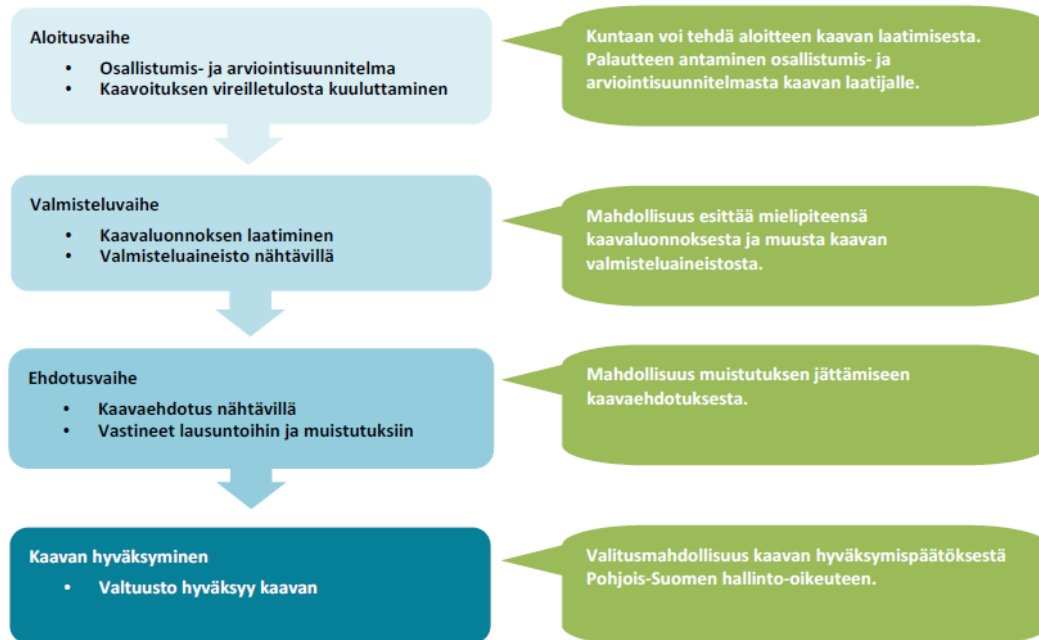 Aloitusvaihe
• Osallistumis- ja arviointisuunnitelma
• Kaavoituksen vireilletulosta kuuluttaminen
Kuntaan voi tehdä aloitteen kaavan laatimisesta.
Palautteen antaminen osallistumis- ja
arviointisuunnitelmasta kaavan laatijalle.
Valmisteluvaihe
• Kaavaluonnoksen laatiminen
• Valmisteluaineisto nähtävillä
Mahdollisuus esittää mielipiteensä
kaavaluonnoksesta ja muusta kaavan
valmisteluaineistosta.
Ehdotusvaihe
• Kaavaehdotus nähtävillä
• Vastineet lausuntoihin ja muistutuksiin
Mahdollisuus muistutuksen jättämiseen
kaavaehdotuksesta.
Kaavan hyväksyminen
• Valtuusto hyväksyy kaavan
Valitusmahdollisuus kaavan hyväksymispäätöksestä
Pohjois-Suomen hallinto-oikeuteen.